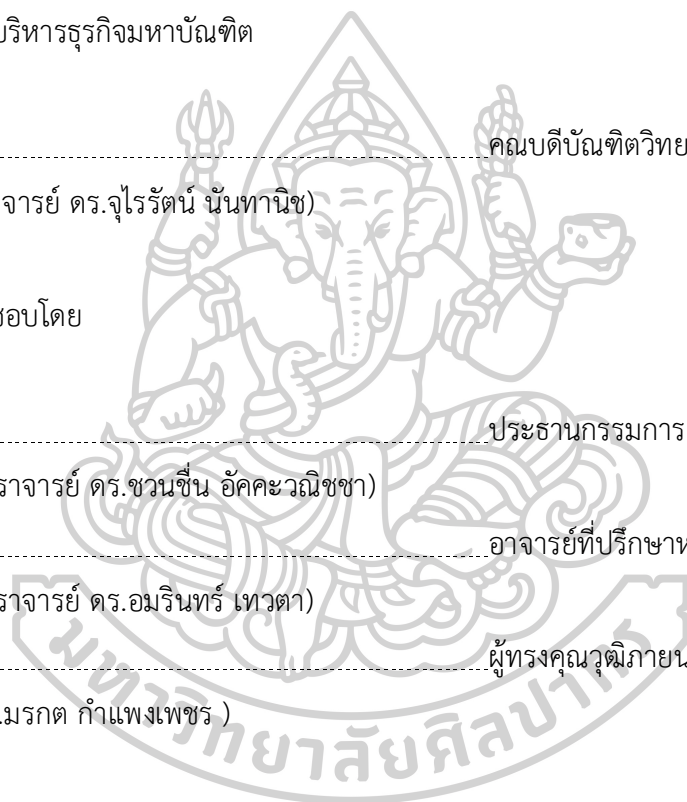 บริหารธุรกิจมหาบัณฑิต
คณบดีบัณฑิตวิทย
จารย์ ดร.จุไรรัตน์ นันทานิช)
ชอบโดย
ประธานกรรมการ
ราจารย์ ดร.ชวนชื่น อัคคะวณิชชา)
อาจารย์ที่ปรึกษาห
ราจารย์ ดร.อมรินทร์ เทวตา)
ผู้ทรงคุณวุฒิภายน
.มรกต กำแพงเพชร )
มหาวิทยาลัยศิลปากร